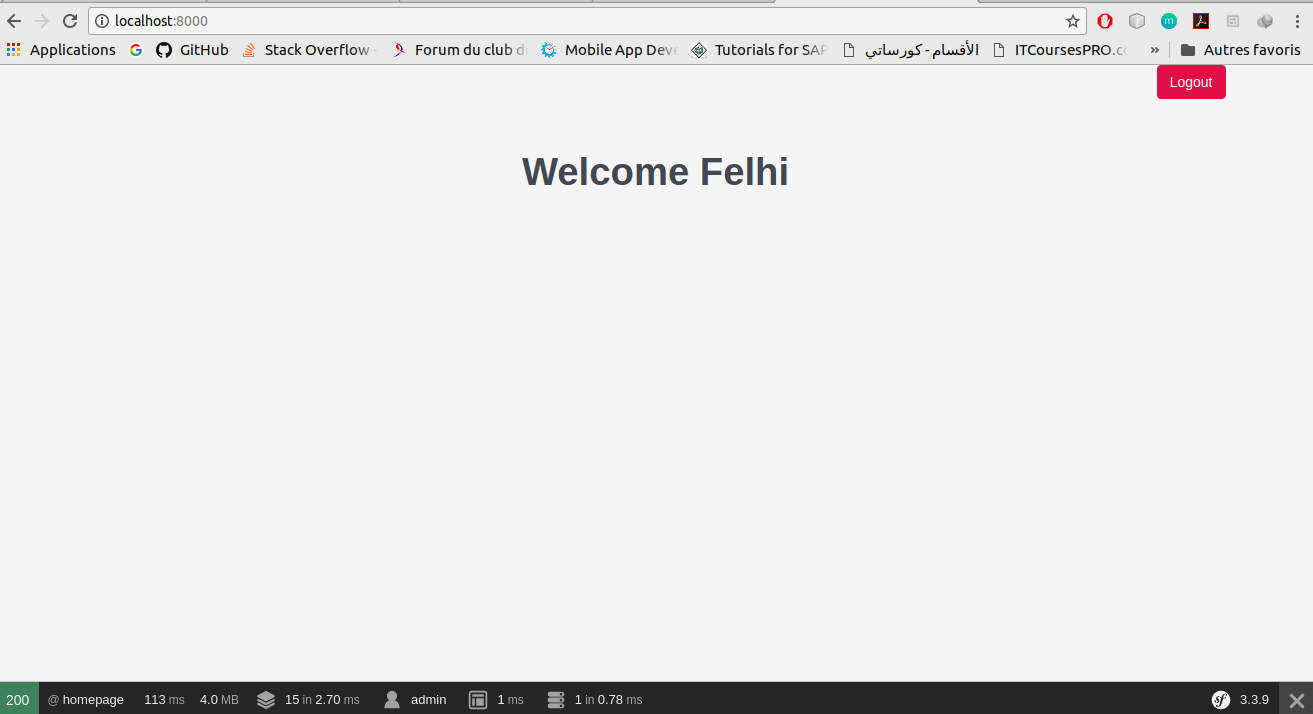 localhost:8000
Applications GitHub Stack Overflow - Forum du club d Mobile App Deve Tutorials for SAP الأقسام - كورساتي ITCoursesPRO.c » Autres favoris
Logout
Welcome Felhi
200 @ homepage 113 ms 4.0 MB 15 in 2.70 ms admin 1 ms 1 in 0.78 ms sf 3.3.9